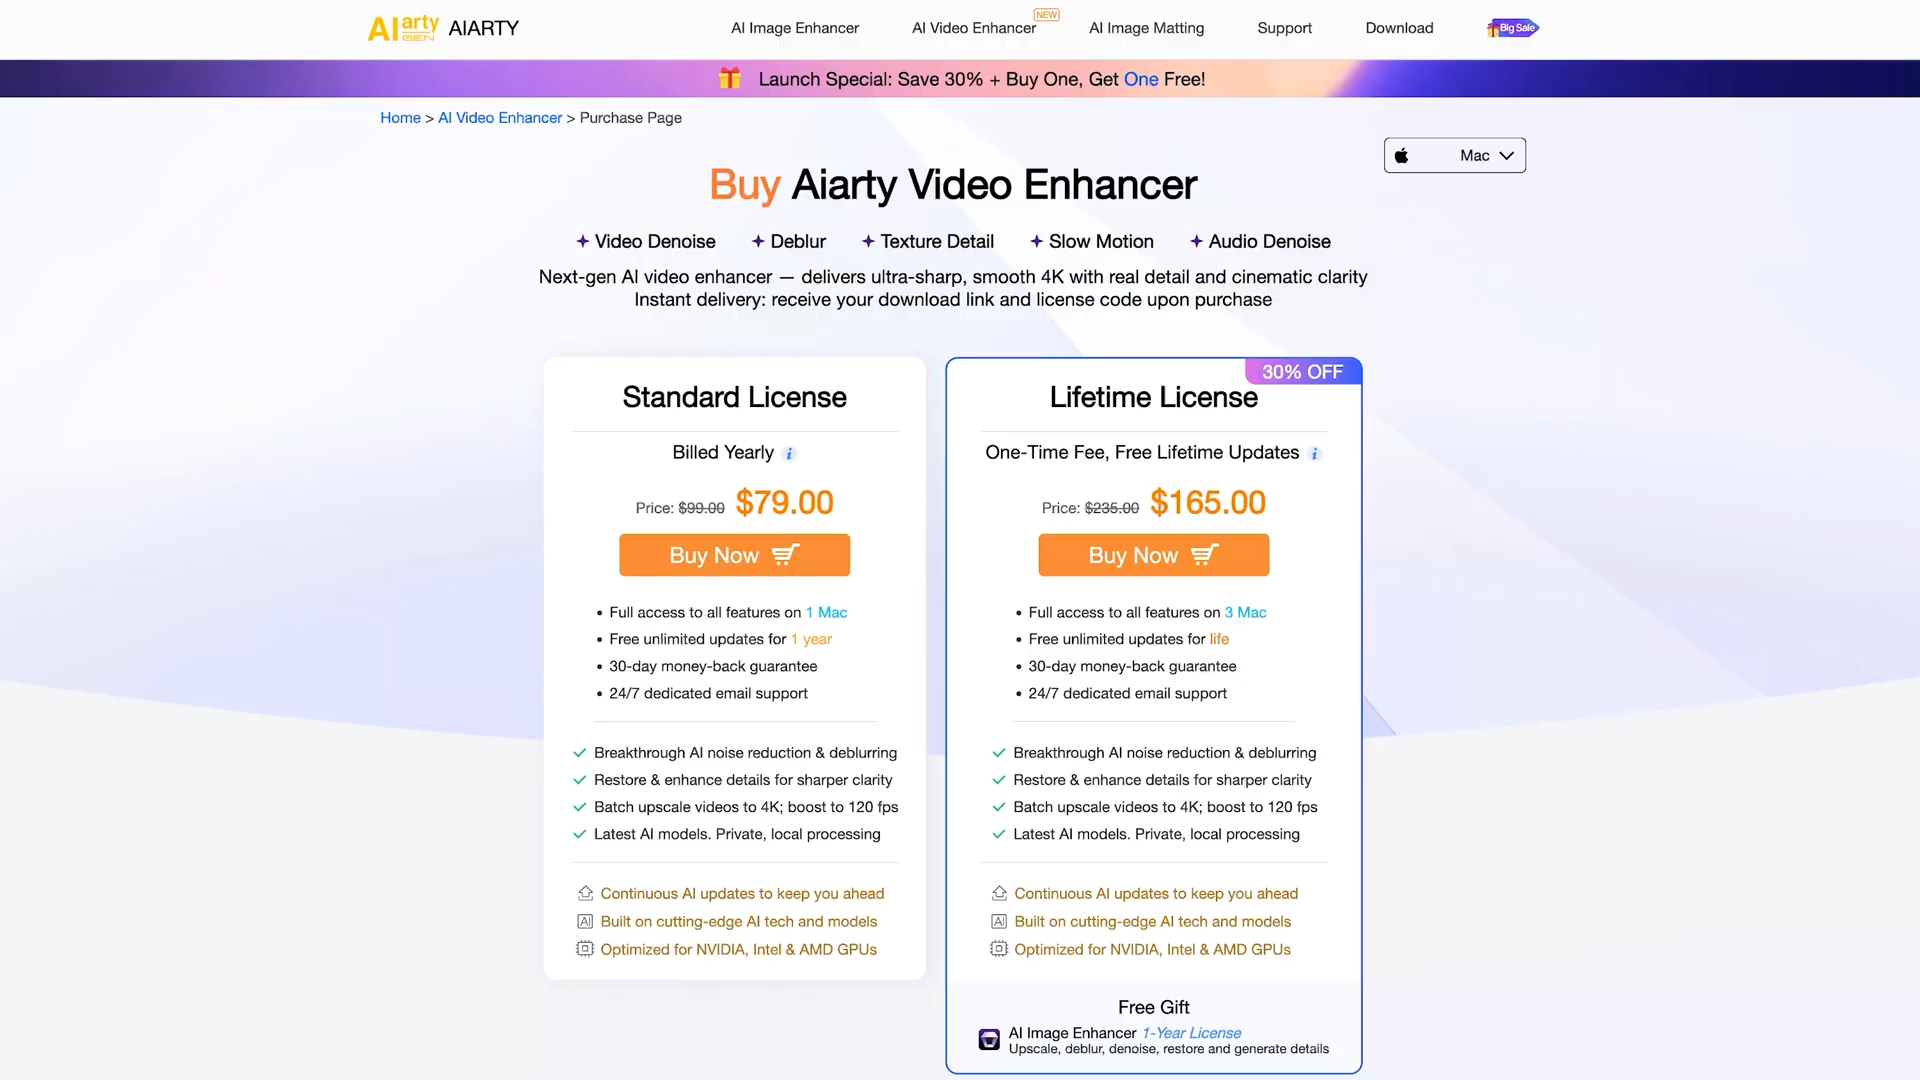 AI arty GEN AIARTY
AI Image Enhancer
AI Video Enhancer
NEW
AI Image Matting
Support
Download
Big Sale
Launch Special: Save 30% + Buy One, Get One Free!
Home > AI Video Enhancer > Purchase Page
Mac
Buy Aiarty Video Enhancer
Video Denoise
Deblur
Texture Detail
Slow Motion
Audio Denoise
Next-gen AI video enhancer — delivers ultra-sharp, smooth 4K with real detail and cinematic clarity
Instant delivery: receive your download link and license code upon purchase
Standard License
Billed Yearly i
Price: $99.00 $79.00
Buy Now
• Full access to all features on 1 Mac
• Free unlimited updates for 1 year
• 30-day money-back guarantee
• 24/7 dedicated email support
Breakthrough AI noise reduction & deblurring
Restore & enhance details for sharper clarity
Batch upscale videos to 4K; boost to 120 fps
Latest AI models. Private, local processing
Continuous AI updates to keep you ahead
AI Built on cutting-edge AI tech and models
Optimized for NVIDIA, Intel & AMD GPUs
30% OFF
Lifetime License
One-Time Fee, Free Lifetime Updates i
Price: $235.00 $165.00
Buy Now
• Full access to all features on 3 Mac
• Free unlimited updates for life
• 30-day money-back guarantee
• 24/7 dedicated email support
Breakthrough AI noise reduction & deblurring
Restore & enhance details for sharper clarity
Batch upscale videos to 4K; boost to 120 fps
Latest AI models. Private, local processing
Continuous AI updates to keep you ahead
AI Built on cutting-edge AI tech and models
Optimized for NVIDIA, Intel & AMD GPUs
Free Gift
AI Image Enhancer 1-Year License
Upscale, deblur, denoise, restore and generate details